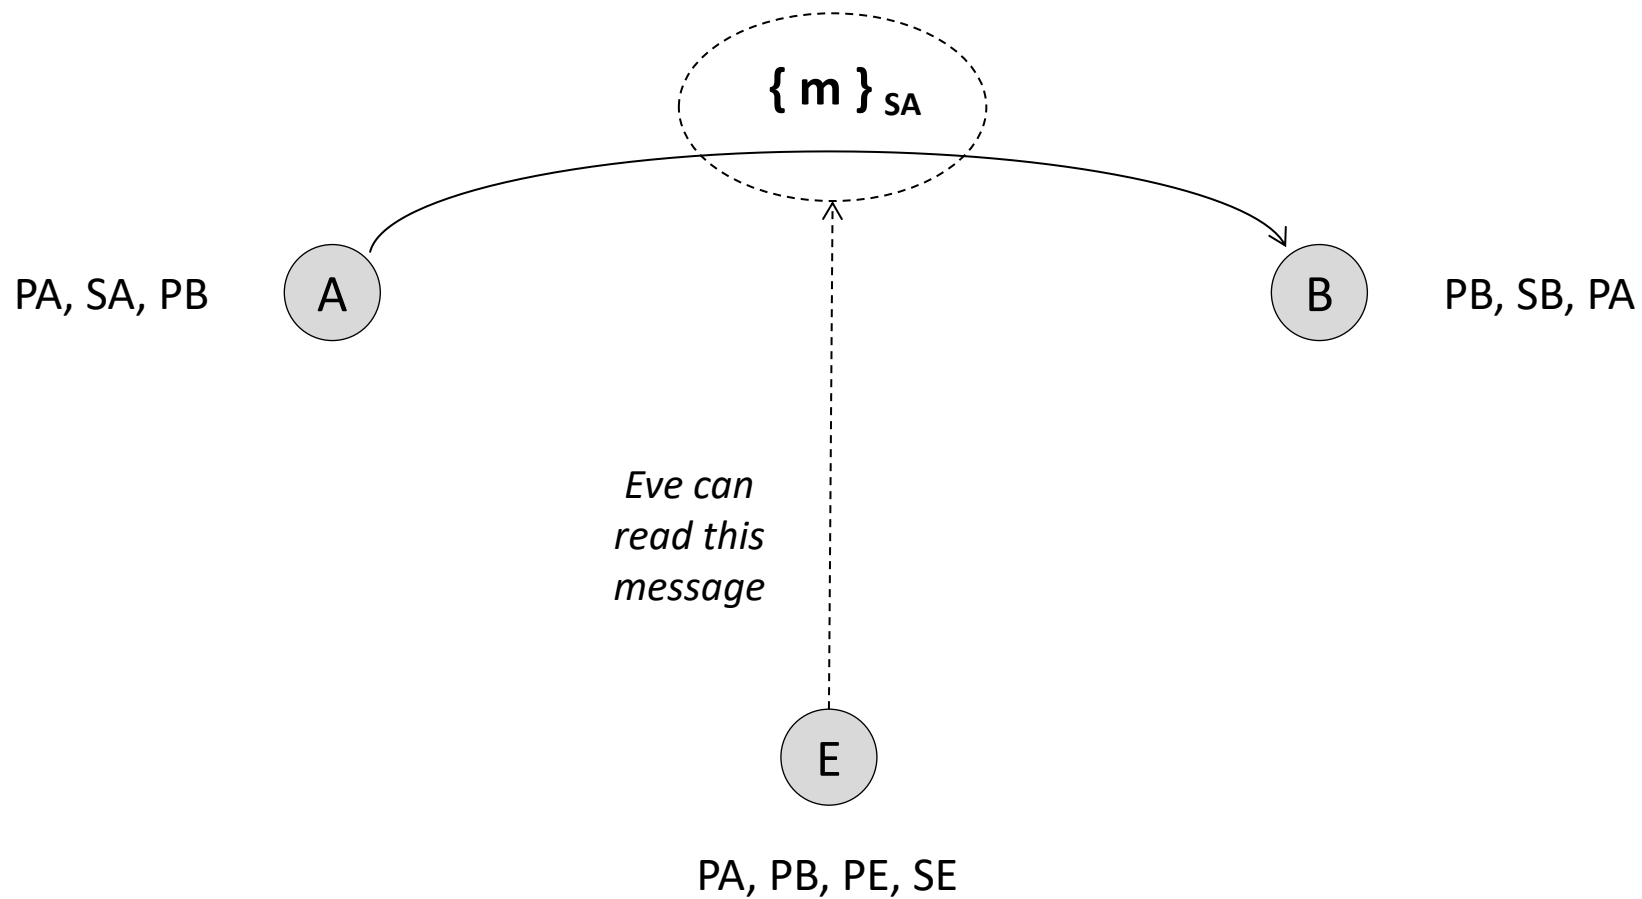 { m } SA
PA, SA, PB
A
B
PB, SB, PA
Eve can
read this
message
E
PA, PB, PE, SE